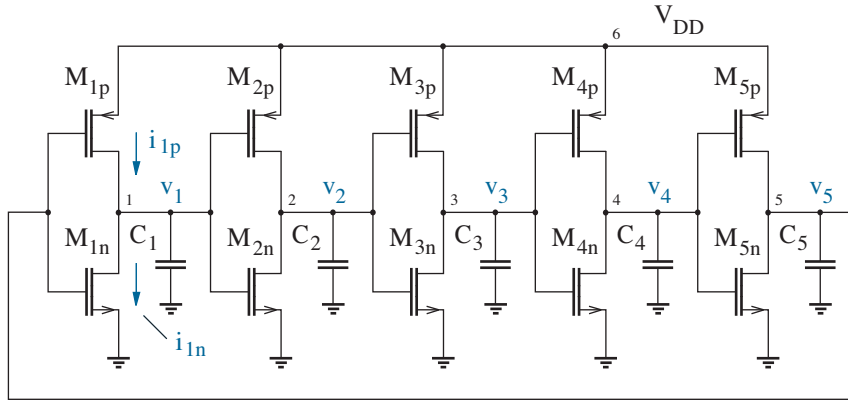 V_DD
6
M_1p M_2p M_3p M_4p M_5p
i_1p
v_1 v_2 v_3 v_4 v_5
1 2 3 4 5
M_1n C_1 M_2n C_2 M_3n C_3 M_4n C_4 M_5n C_5
i_1n